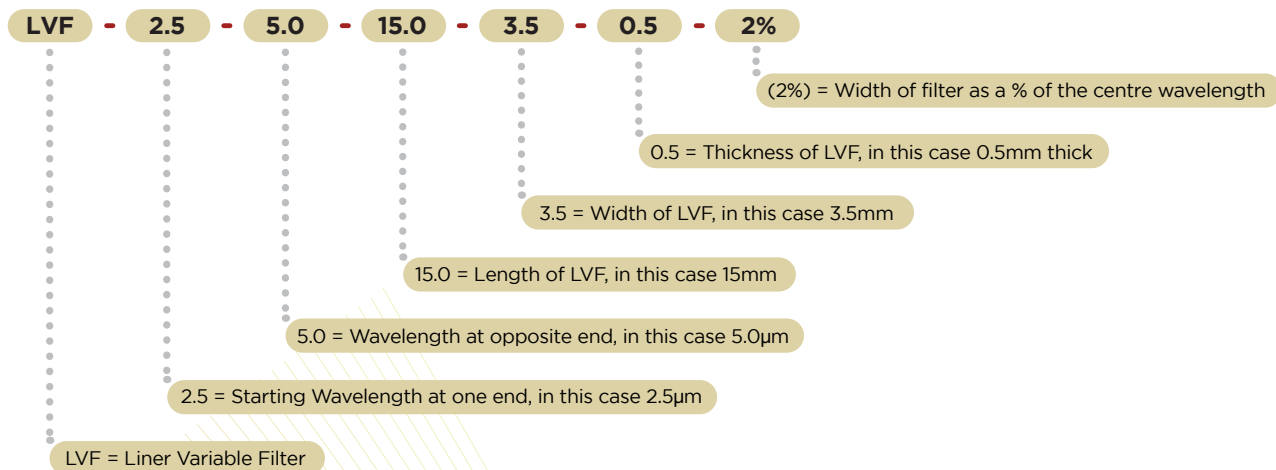 LVF - 2.5 - 5.0 - 15.0 - 3.5 - 0.5 - 2%
(2%) = Width of filter as a % of the centre wavelength
0.5 = Thickness of LVF, in this case 0.5mm thick
3.5 = Width of LVF, in this case 3.5mm
15.0 = Length of LVF, in this case 15mm
5.0 = Wavelength at opposite end, in this case 5.0μm
2.5 = Starting Wavelength at one end, in this case 2.5μm
LVF = Liner Variable Filter